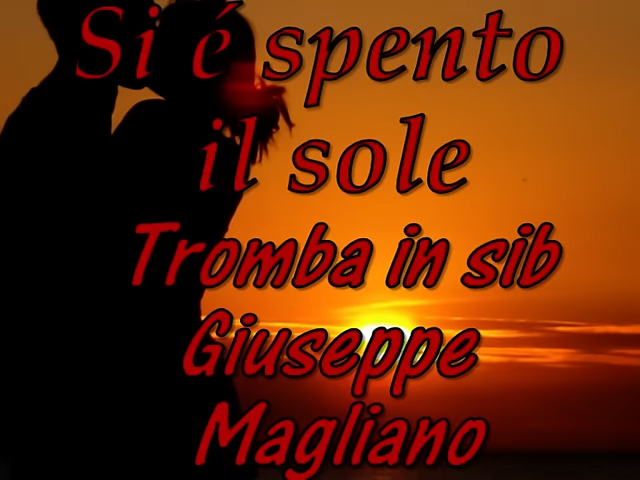 Si é spento
il sole
Tromba in sib
Giuseppe
Magliano